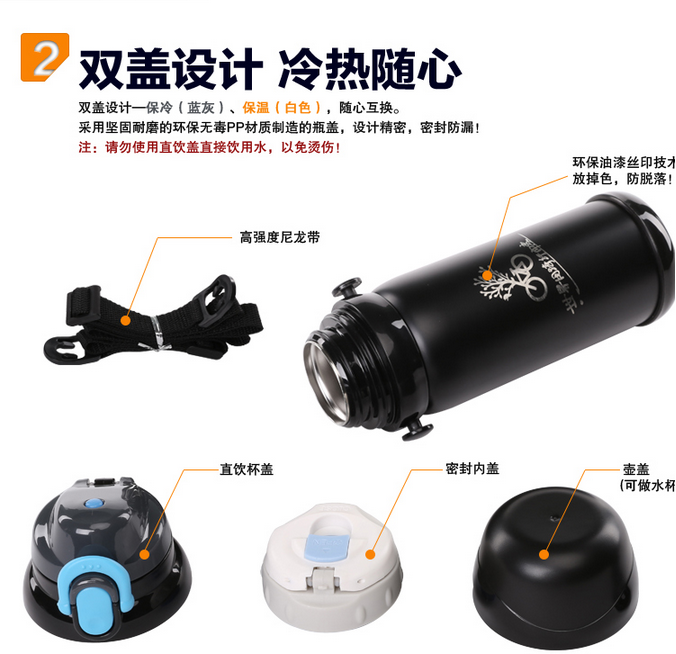 2
双盖设计 冷热随心
双盖设计—保冷（蓝灰）、保温（白色），随心互换。
采用坚固耐磨的环保无毒PP材质制造的瓶盖，设计精密，密封防漏！
注：请勿使用直饮盖直接饮用水，以免烫伤！
环保油漆丝印技术
放掉色，防脱落！
高强度尼龙带
直饮杯盖
密封内盖
壶盖
(可做水杯